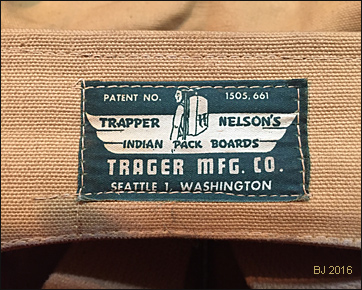 PATENT NO. 1505,661
TRAPPER NELSON'S
INDIAN PACK BOARDS
TRAGER MFG. CO.
SEATTLE 1, WASHINGTON
BJ 2016